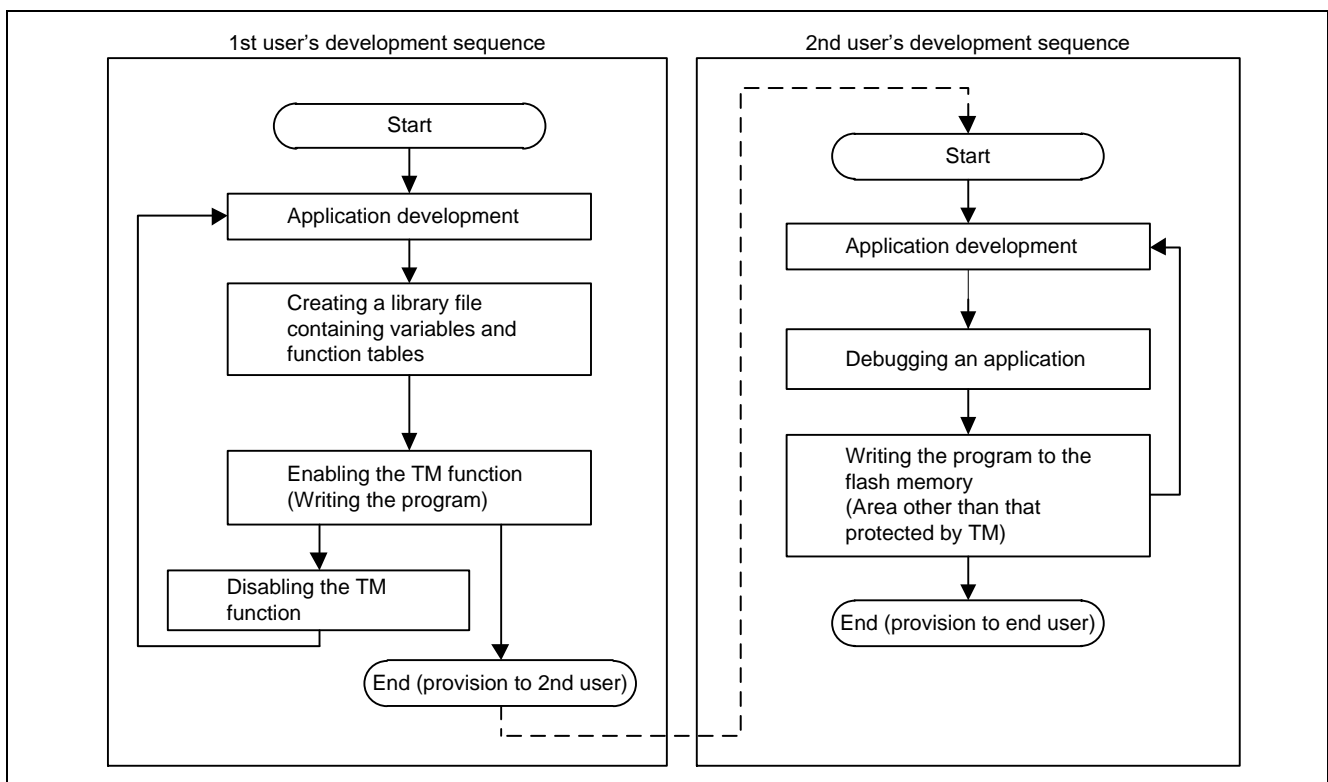 1st user's development sequence
Start
Application development
Creating a library file
containing variables and
function tables
Enabling the TM function
(Writing the program)
Disabling the TM
function
End (provision to 2nd user)
2nd user's development sequence
Start
Application development
Debugging an application
Writing the program to the
flash memory
(Area other than that
protected by TM)
End (provision to end user)